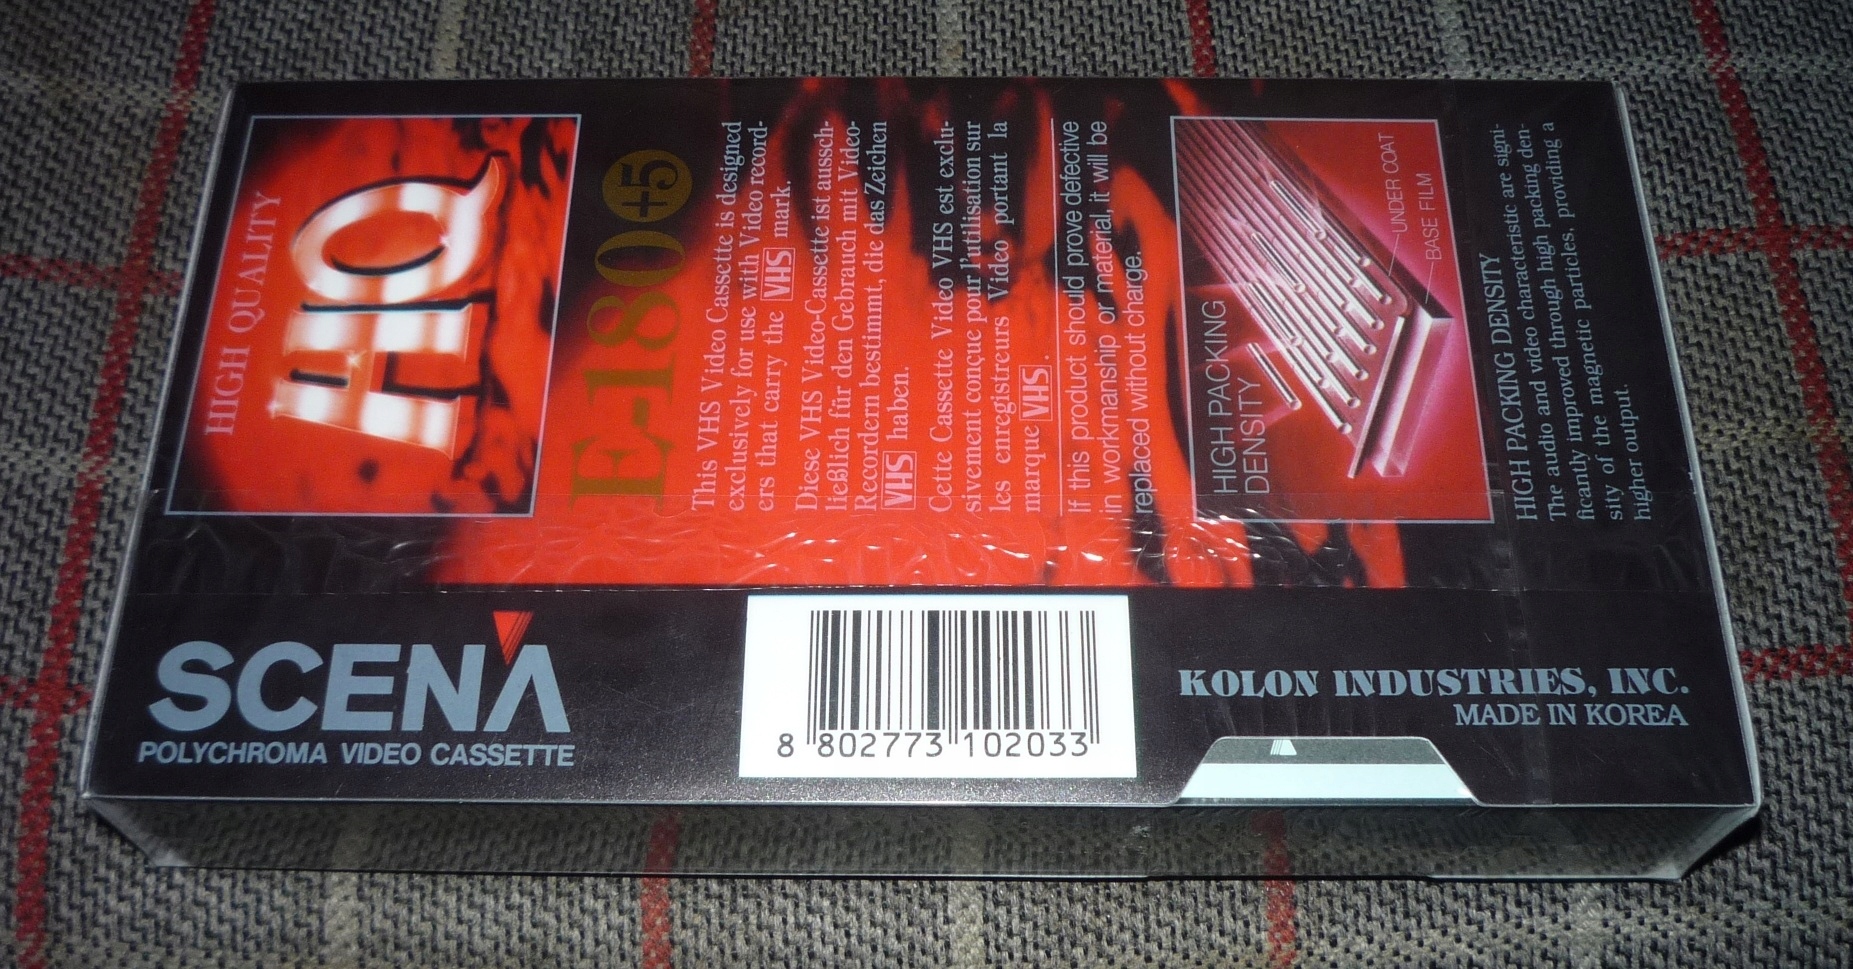 HIGH QUALITY
HQ
E-180+5
This VHS Video Cassette is designed
exclusively for use with Video record-
ers that carry the VHS mark.
Diese VHS Video-Cassette ist aussch-
ließlich für den Gebrauch mit Video-
Recordern bestimmt, die das Zeichen
VHS haben.
Cette Cassette Video VHS est exclu-
sivement conçue pour l'utilisation sur
les enregistreurs Video portant la
marque VHS.
If this product should prove defective
in workmanship or material, it will be
replaced without charge.
HIGH PACKING
DENSITY
UNDER COAT
BASE FILM
HIGH PACKING DENSITY
The audio and video characteristic are signi-
ficantly improved through high packing den-
sity of the magnetic particles, providing a
higher output.
SCENA
POLYCHROMA VIDEO CASSETTE
8 802773 102033
KOLON INDUSTRIES, INC.
MADE IN KOREA